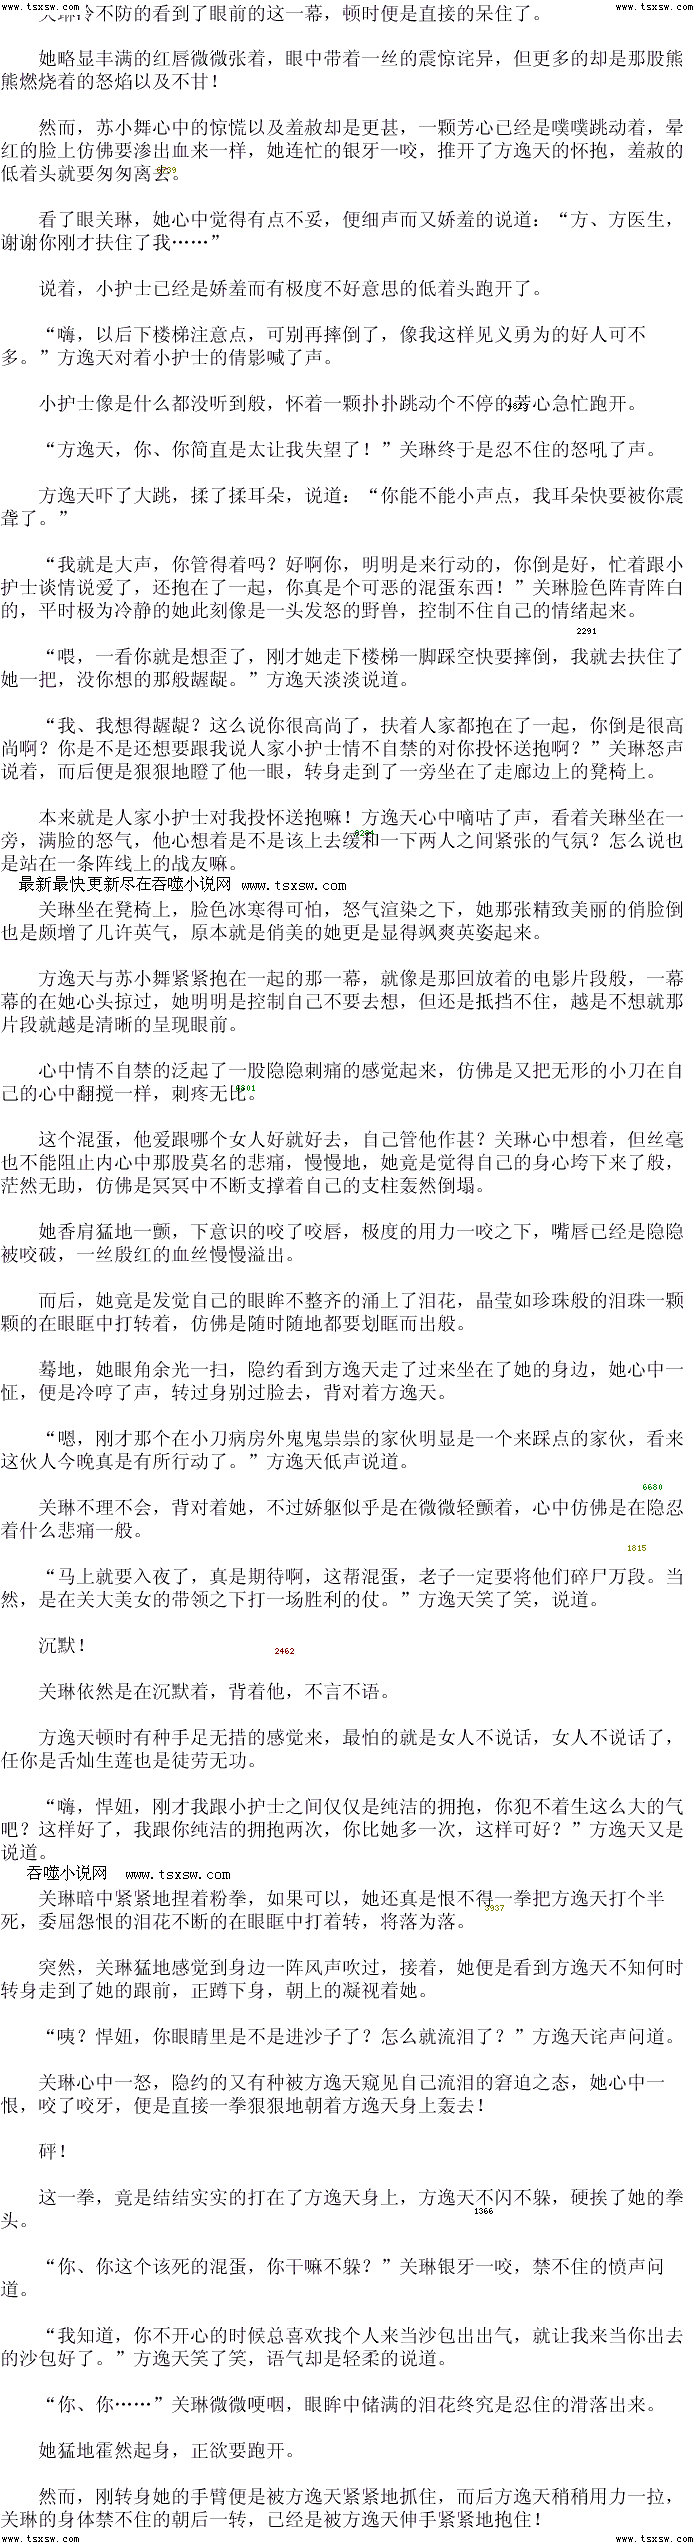 www.tsxsw.com www.tsxsw.com
关琳冷不防的看到了眼前的这一幕，顿时便是直接的呆住了。
她略显丰满的红唇微微张着，眼中带着一丝的震惊诧异，但更多的却是那股熊
熊燃烧着的怒焰以及不甘！
然而，苏小舞心中的惊慌以及羞赦却是更甚，一颗芳心已经是噗噗跳动着，晕
红的脸上仿佛要渗出血来一样，她连忙的银牙一咬，推开了方逸天的怀抱，羞赦的
低着头就要匆匆离去。
看了眼关琳，她心中觉得有点不妥，便细声而又娇羞的说道：“方、方医生，
谢谢你刚才扶住了我……”
说着，小护士已经是娇羞而有极度不好意思的低着头跑开了。
“嗨，以后下楼梯注意点，可别再摔倒了，像我这样见义勇为的好人可不
多。”方逸天对着小护士的倩影喊了声。
小护士像是什么都没听到般，怀着一颗扑扑跳动个不停的芳心急忙跑开。
“方逸天，你、你简直是太让我失望了！”关琳终于是忍不住的怒吼了声。
方逸天吓了大跳，揉了揉耳朵，说道：“你能不能小声点，我耳朵快要被你震
聋了。”
“我就是大声，你管得着吗？好啊你，明明是来行动的，你倒是好，忙着跟小
护士谈情说爱了，还抱在了一起，你真是个可恶的混蛋东西！”关琳脸色阵青阵白
的，平时极为冷静的她此刻像是一头发怒的野兽，控制不住自己的情绪起来。
2291
“喂，一看你就是想歪了，刚才她走下楼梯一脚踩空快要摔倒，我就去扶住了
她一把，没你想的那般龌龊。”方逸天淡淡说道。
“我、我想得龌龊？这么说你很高尚了，扶着人家都抱在了一起，你倒是很高
尚啊？你是不是还想要跟我说人家小护士情不自禁的对你投怀送抱啊？”关琳怒声
说着，而后便是狠狠地瞪了他一眼，转身走到了一旁坐在了走廊边上的凳椅上。
本来就是人家小护士对我投怀送抱嘛！方逸天心中嘀咕了声，看着关琳坐在一
旁，满脸的怒气，他心想着是不是该上去缓和一下两人之间紧张的气氛？怎么说也
是站在一条阵线上的战友嘛。
最新最快更新尽在吞噬小说网 www.tsxsw.com
关琳坐在凳椅上，脸色冰寒得可怕，怒气渲染之下，她那张精致美丽的俏脸倒
也是颇增了几许英气，原本就是俏美的她更是显得飒爽英姿起来。
方逸天与苏小舞紧紧抱在一起的那一幕，就像是那回放着的电影片段般，一幕
幕的在她心头掠过，她明明是控制自己不要去想，但还是抵挡不住，越是不想就那
片段就越是清晰的呈现眼前。
心中情不自禁的泛起了一股隐隐刺痛的感觉起来，仿佛是又把无形的小刀在自
己的心中翻搅一样，刺疼无比。
这个混蛋，他爱跟哪个女人好就好去，自己管他作甚？关琳心中想着，但丝毫
也不能阻止内心中那股莫名的悲痛，慢慢地，她竟是觉得自己的身心垮下来了般，
茫然无助，仿佛是冥冥中不断支撑着自己的支柱轰然倒塌。
她香肩猛地一颤，下意识的咬了咬唇，极度的用力一咬之下，嘴唇已经是隐隐
被咬破，一丝殷红的血丝慢慢溢出。
而后，她竟是发觉自己的眼眸不整齐的涌上了泪花，晶莹如珍珠般的泪珠一颗
颗的在眼眶中打转着，仿佛是随时随地都要划眶而出般。
蓦地，她眼角余光一扫，隐约看到方逸天走了过来坐在了她的身边，她心中一
怔，便是冷哼了声，转过身别过脸去，背对着方逸天。
“嗯，刚才那个在小刀病房外鬼鬼祟祟的家伙明显是一个来踩点的家伙，看来
这伙人今晚真是有所行动了。”方逸天低声说道。
6680
关琳不理不会，背对着她，不过娇躯似乎是在微微轻颤着，心中仿佛是在隐忍
着什么悲痛一般。
1815
“马上就要入夜了，真是期待啊，这帮混蛋，老子一定要将他们碎尸万段。当
然，是在关大美女的带领之下打一场胜利的仗。”方逸天笑了笑，说道。
沉默！
2462
关琳依然是在沉默着，背着他，不言不语。
方逸天顿时有种手足无措的感觉来，最怕的就是女人不说话，女人不说话了，
任你是舌灿生莲也是徒劳无功。
“嗨，悍妞，刚才我跟小护士之间仅仅是纯洁的拥抱，你犯不着生这么大的气
吧？这样好了，我跟你纯洁的拥抱两次，你比她多一次，这样可好？”方逸天又是
说道。
吞噬小说网 www.tsxsw.com
关琳暗中紧紧地捏着粉拳，如果可以，她还真是恨不得一拳把方逸天打个半
死，委屈怨恨的泪花不断的在眼眶中打着转，将落为落。
3937
突然，关琳猛地感觉到身边一阵风声吹过，接着，她便是看到方逸天不知何时
转身走到了她的跟前，正蹲下身，朝上的凝视着她。
“咦？悍妞，你眼睛里是不是进沙子了？怎么就流泪了？”方逸天诧声问道。
关琳心中一怒，隐约的又有种被方逸天窥见自己流泪的窘迫之态，她心中一
恨，咬了咬牙，便是直接一拳狠狠地朝着方逸天身上轰去！
砰！
这一拳，竟是结结实实的打在了方逸天身上，方逸天不闪不躲，硬挨了她的拳
头。
1366
“你、你这个该死的混蛋，你干嘛不躲？”关琳银牙一咬，禁不住的愤声问
道。
“我知道，你不开心的时候总喜欢找个人来当沙包出出气，就让我来当你出去
的沙包好了。”方逸天笑了笑，语气却是轻柔的说道。
“你、你……”关琳微微哽咽，眼眸中储满的泪花终究是忍住的滑落出来。
她猛地霍然起身，正欲要跑开。
然而，刚转身她的手臂便是被方逸天紧紧地抓住，而后方逸天稍稍用力一拉，
关琳的身体禁不住的朝后一转，已经是被方逸天伸手紧紧地抱住！
www.tsxsw.com www.tsxsw.com